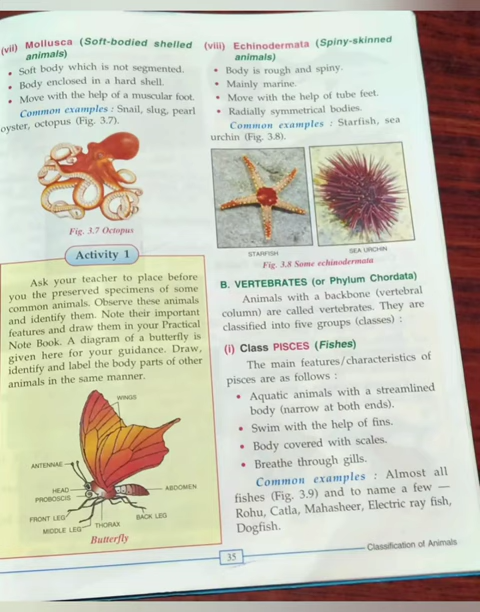 (vii) Mollusca (Soft-bodied shelled
animals)
• Soft body which is not segmented.
• Body enclosed in a hard shell.
• Move with the help of a muscular foot.
Common examples : Snail, slug, pearl
oyster, octopus (Fig. 3.7).
Fig. 3.7 Octopus
Activity 1
Ask your teacher to place before
you the preserved specimens of some
common animals. Observe these animals
and identify them. Note their important
features and draw them in your Practical
Note Book. A diagram of a butterfly is
given here for your guidance. Draw,
identify and label the body parts of other
animals in the same manner.
WINGS
ANTENNAE
HEAD
PROBOSCIS
ABDOMEN
FRONT LEG
MIDDLE LEG
THORAX
BACK LEG
Butterfly
(viii) Echinodermata (Spiny-skinned
animals)
• Body is rough and spiny.
• Mainly marine.
• Move with the help of tube feet.
• Radially symmetrical bodies.
Common examples : Starfish, sea
urchin (Fig. 3.8).
STARFISH
SEA URCHIN
Fig. 3.8 Some echinodermata
B. VERTEBRATES (or Phylum Chordata)
Animals with a backbone (vertebral
column) are called vertebrates. They are
classified into five groups (classes) :
(i) Class PISCES (Fishes)
The main features/characteristics of
pisces are as follows :
• Aquatic animals with a streamlined
body (narrow at both ends).
• Swim with the help of fins.
• Body covered with scales.
• Breathe through gills.
Common examples : Almost all
fishes (Fig. 3.9) and to name a few —
Rohu, Catla, Mahasheer, Electric ray fish,
Dogfish.
35
Classification of Animals